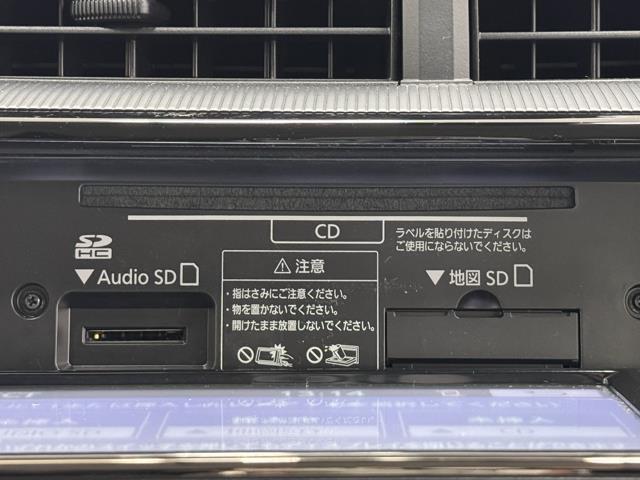 CD
ラベルを貼り付けたディスクは
ご使用にならないでください。
SD
HC
▼Audio SD
⚠注意
・指はさみにご注意ください。
・物を置かないでください。
・開けたまま放置しないでください。
▼地図 SD